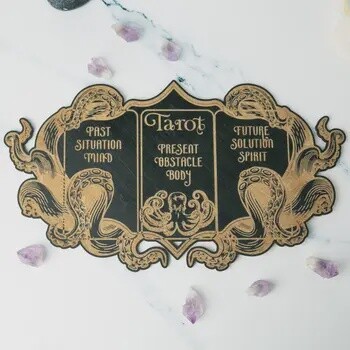 PAST
SITUATION
MIND
Tarot
PRESENT
OBSTACLE
BODY
FUTURE
SOLUTION
SPIRIT